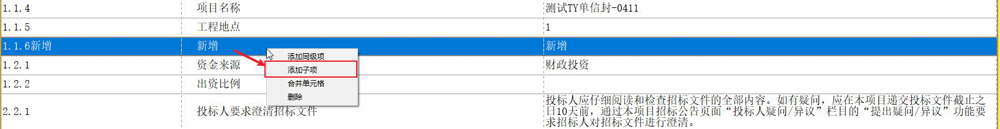 1.1.4 项目名称 测试TY单信封-0411
1.1.5 工程地点 1
1.1.6新增 新增 新增
添加同级项
1.2.1 资金来源 财政投资
添加子项
1.2.2 出资比例
合并单元格
删除
2.2.1 投标人要求澄清招标文件
投标人应仔细阅读和检查招标文件的全部内容。如有疑问，应在本项目递交投标文件截止之
日10天前，通过本项目招标公告页面“投标人疑问/异议”栏目的“提出疑问/异议”功能要
求招标人对招标文件进行澄清。